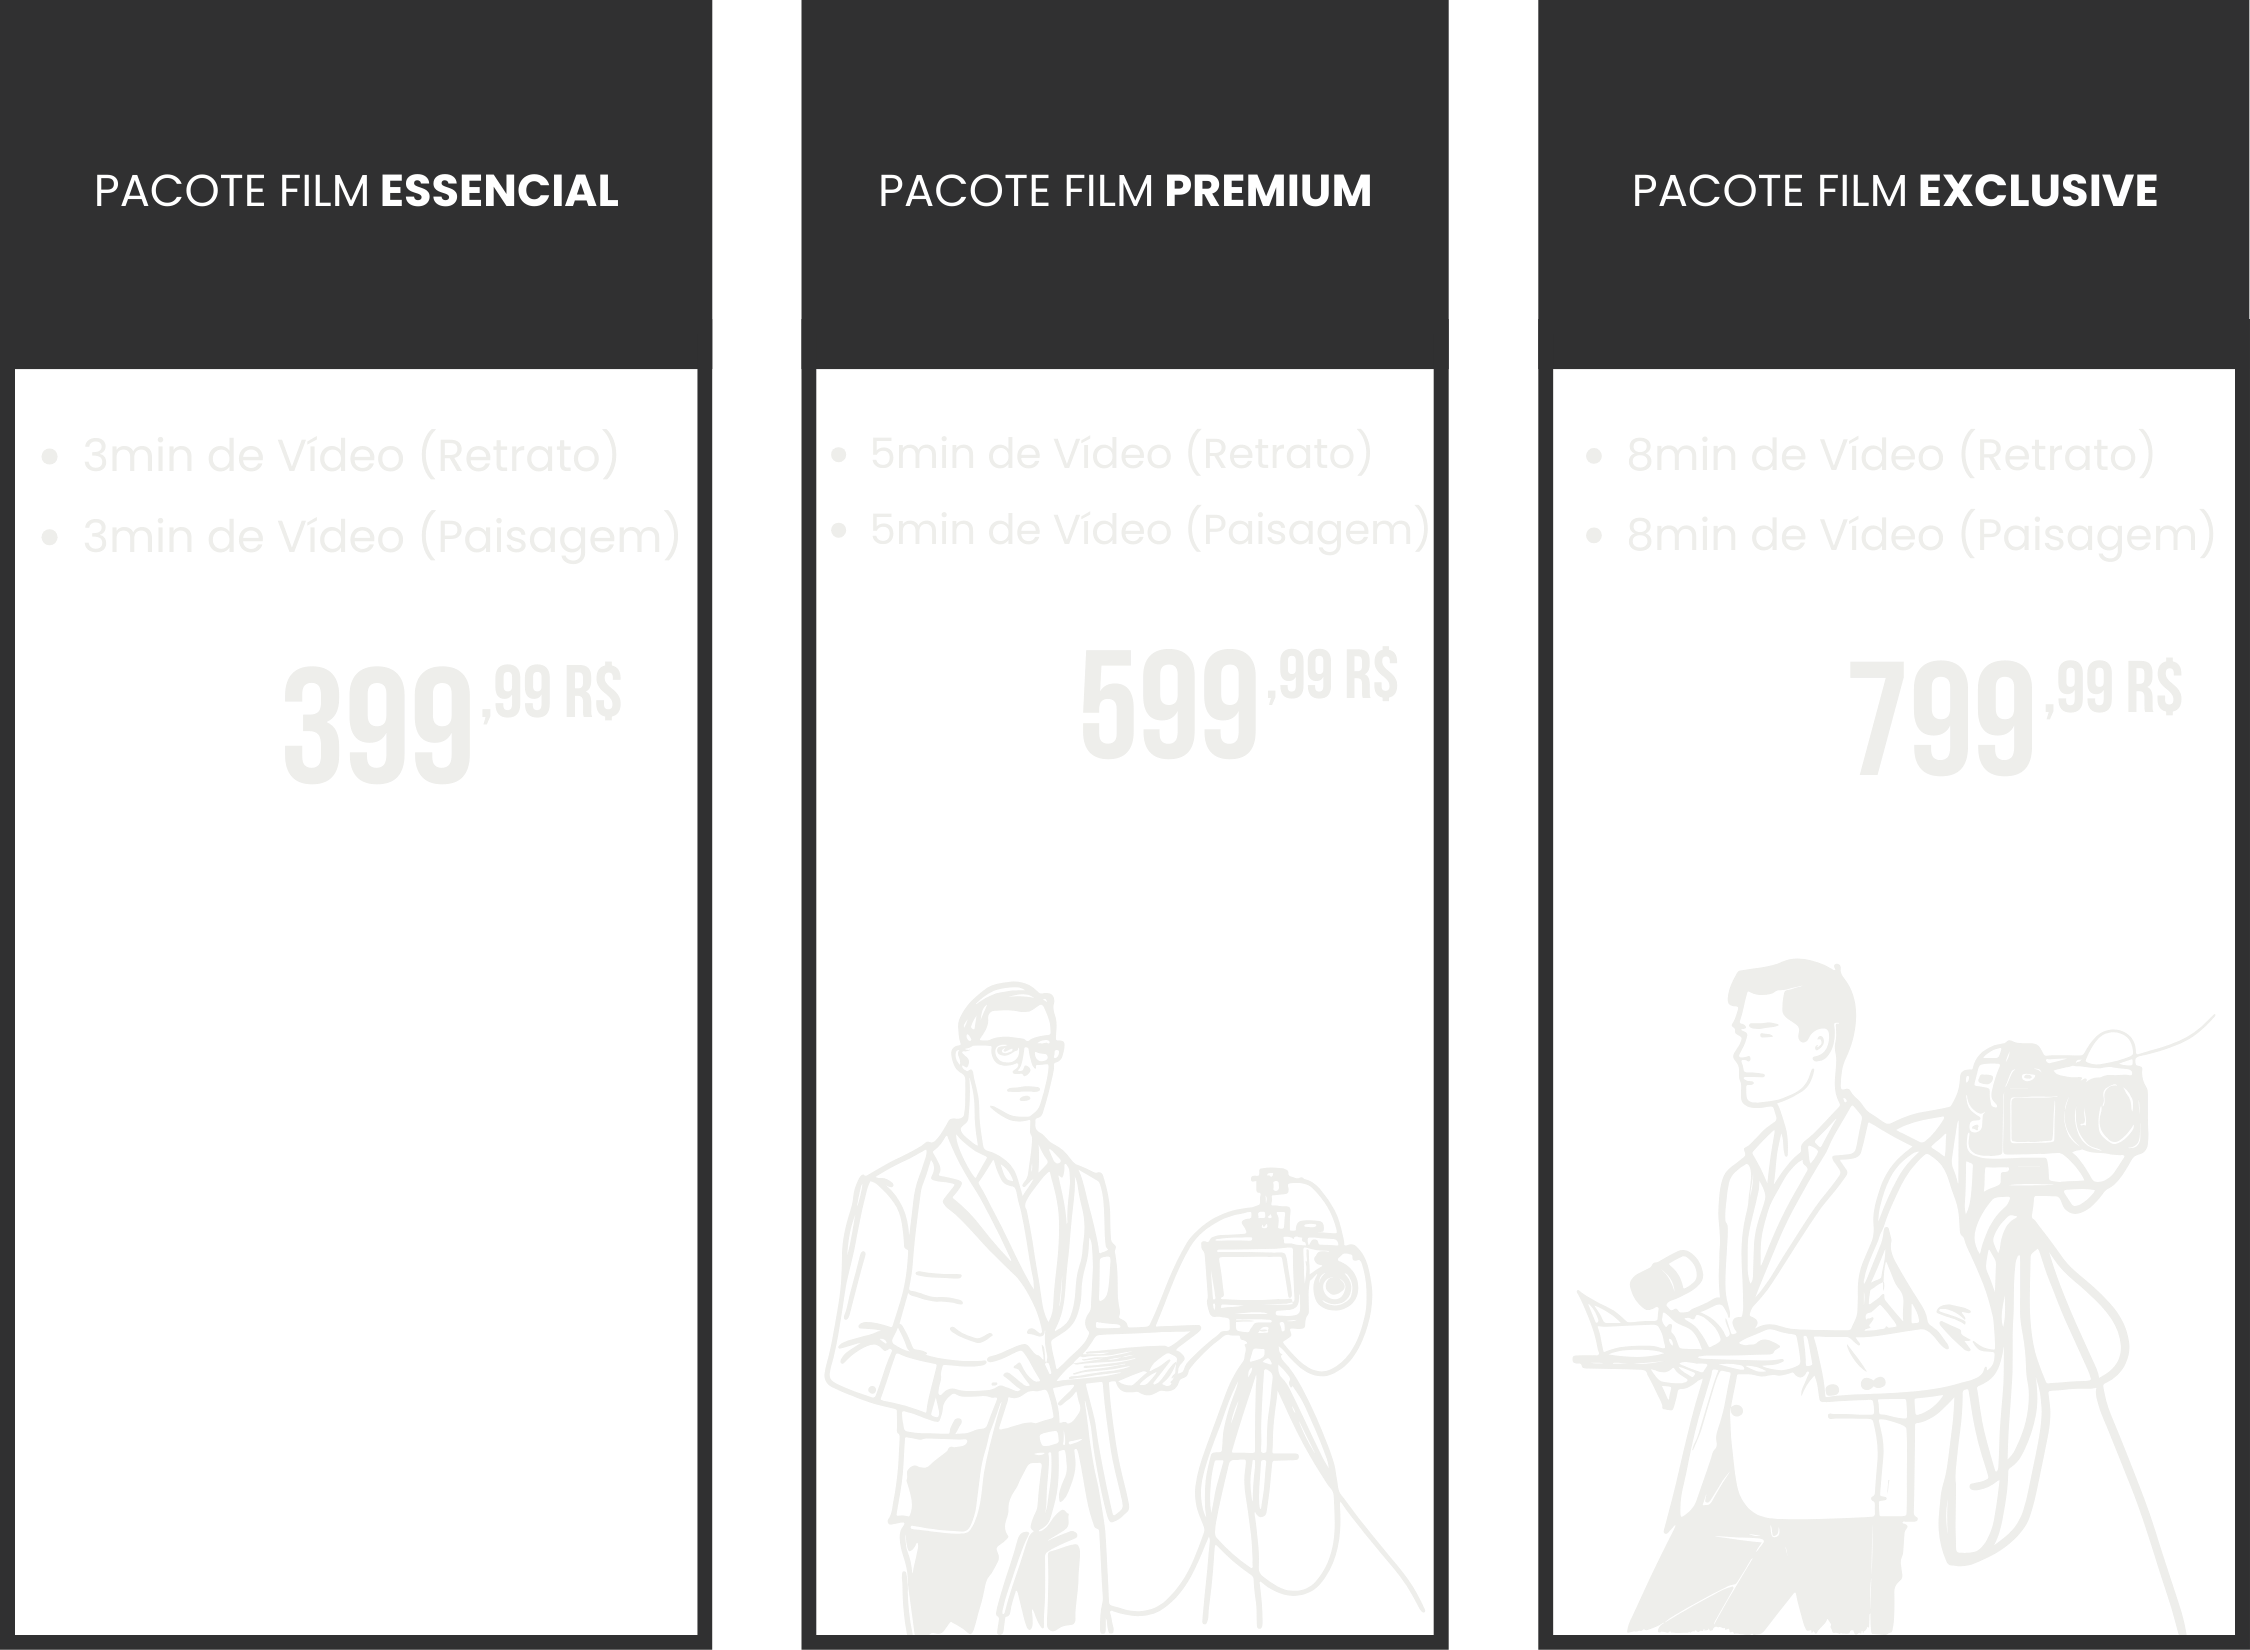 PACOTE FILM ESSENCIAL
• 3min de Vídeo (Retrato)
• 3min de Vídeo (Paisagem)
399,99 R$
PACOTE FILM PREMIUM
• 5min de Vídeo (Retrato)
• 5min de Vídeo (Paisagem)
599,99 R$
PACOTE FILM EXCLUSIVE
• 8min de Vídeo (Retrato)
• 8min de Vídeo (Paisagem)
799,99 R$